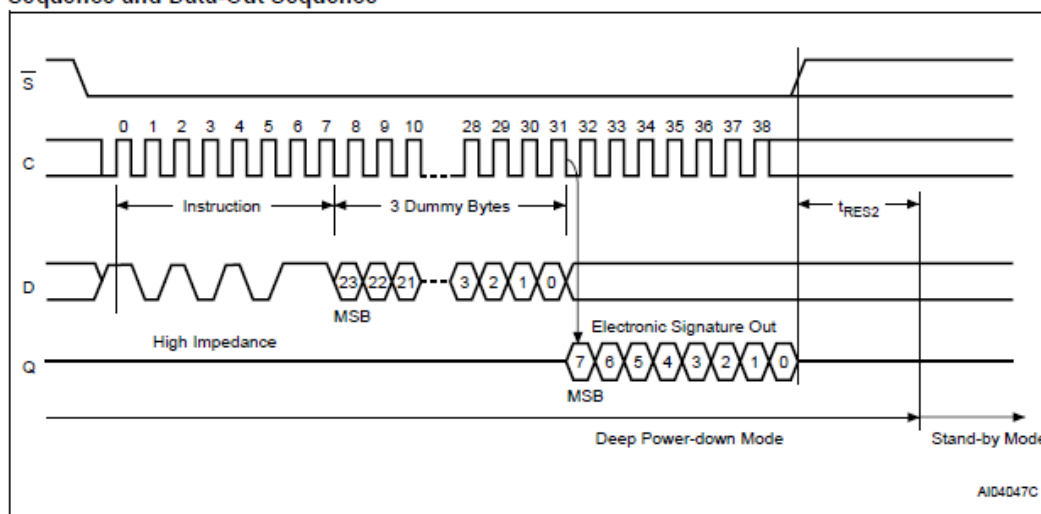 Sequence and Data-Out Sequence
S
0 1 2 3 4 5 6 7 8 9 10 28 29 30 31 32 33 34 35 36 37 38
C
Instruction 3 Dummy Bytes tRES2
D 23 22 21 3 2 1 0
MSB
High Impedance Electronic Signature Out
Q 7 6 5 4 3 2 1 0
MSB
Deep Power-down Mode Stand-by Mode
AI04047C